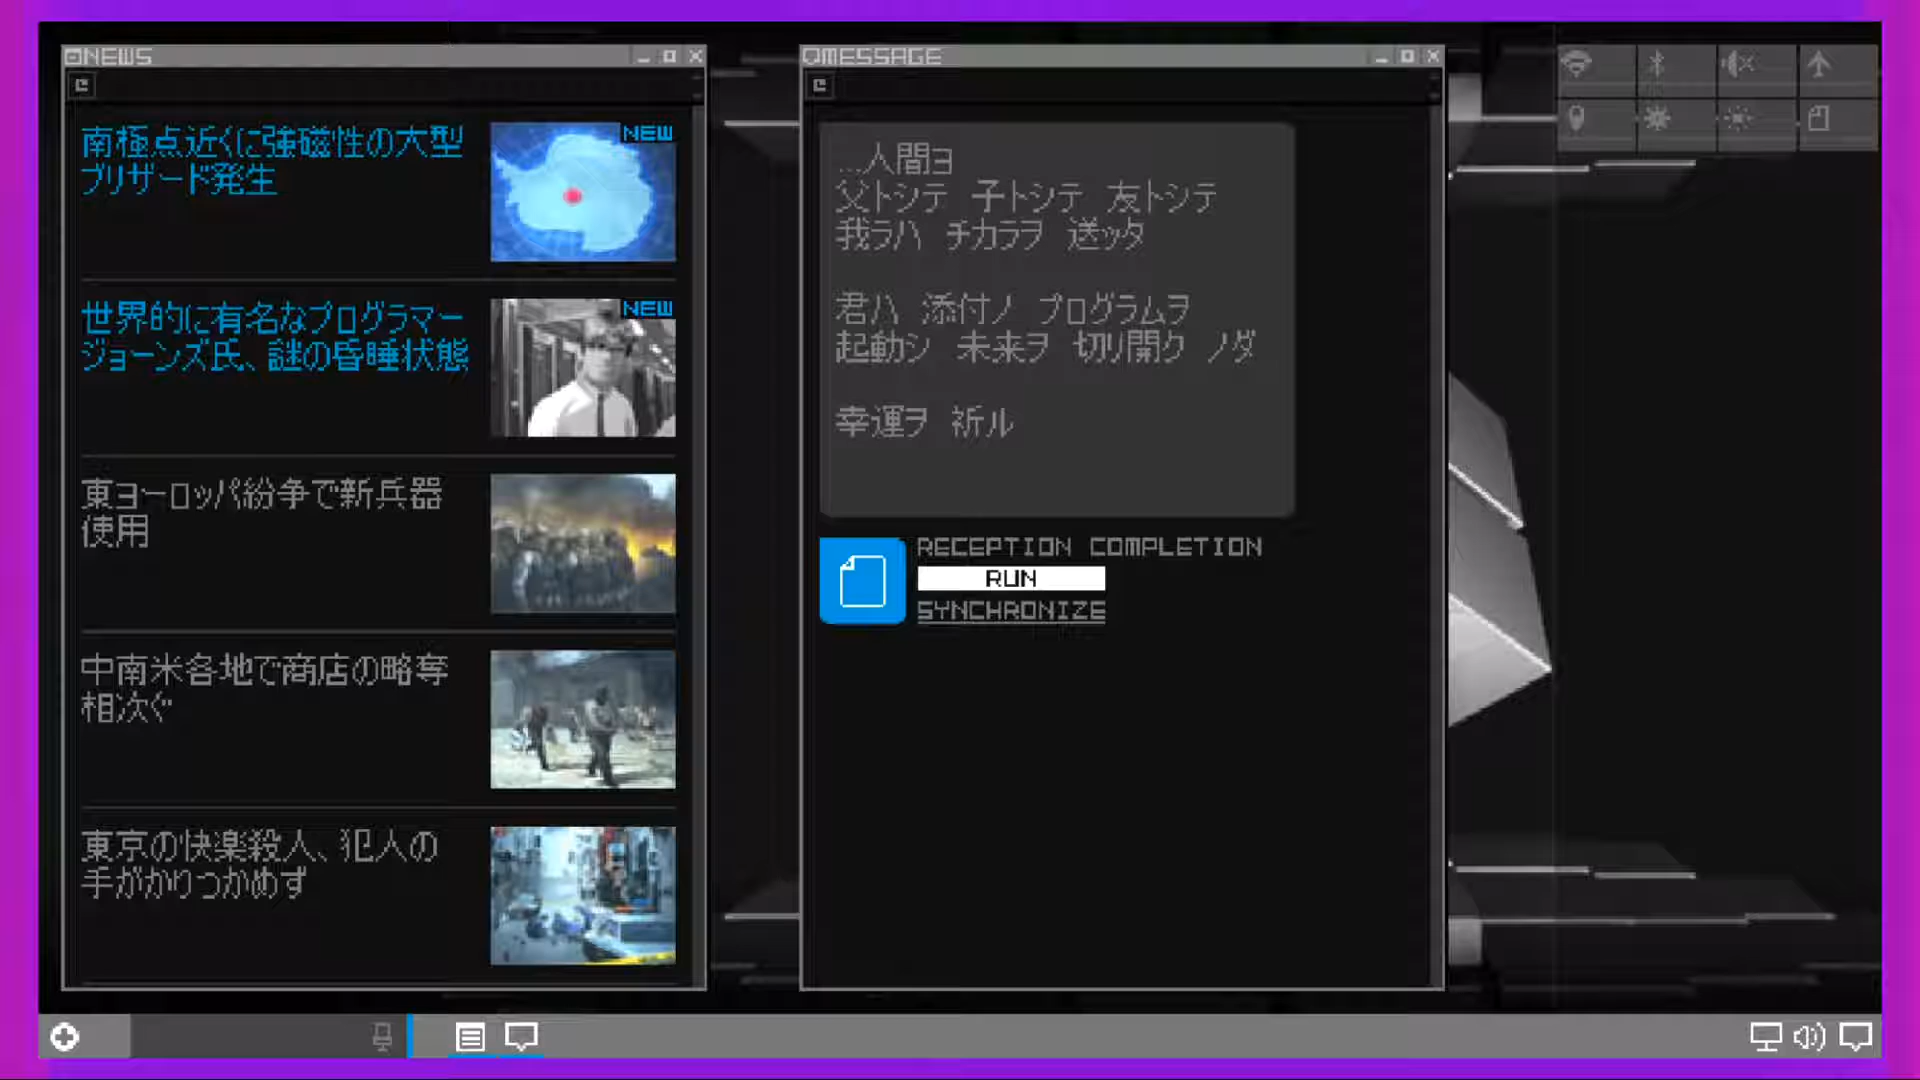 NEWS
南極点近くに強磁性の大型
ブリザード発生
NEW
世界的に有名なプログラマー
ジョーンズ氏、謎の昏睡状態
NEW
東ヨーロッパ紛争で新兵器
使用
中南米各地で商店の略奪
相次ぐ
東京の快楽殺人、犯人の
手がかりつかめず
MESSAGE
…人間ヨ
父トシテ 子トシテ 友トシテ
我ラハ チカラヲ 送ッタ
君ハ 添付ノ プログラムヲ
起動シ 未来ヲ 切リ開ク ノダ
幸運ヲ 祈ル
RECEPTION COMPLETION
RUN
SYNCHRONIZE